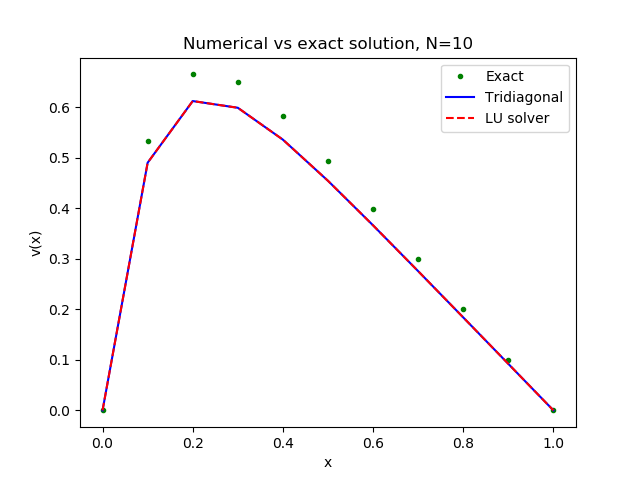 Numerical vs exact solution, N=10
Exact
Tridiagonal
LU solver
0.6
0.5
0.4
0.3
0.2
0.1
0.0
v(x)
0.0 0.2 0.4 0.6 0.8 1.0
x